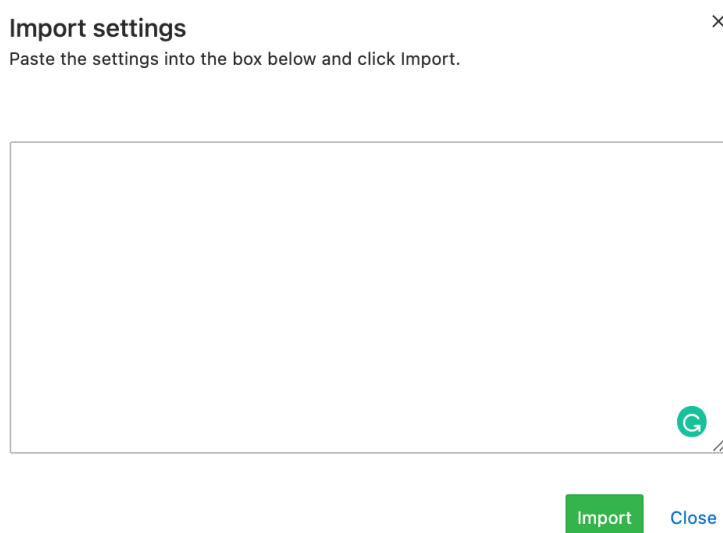 Import settings
Paste the settings into the box below and click Import.
Import
Close